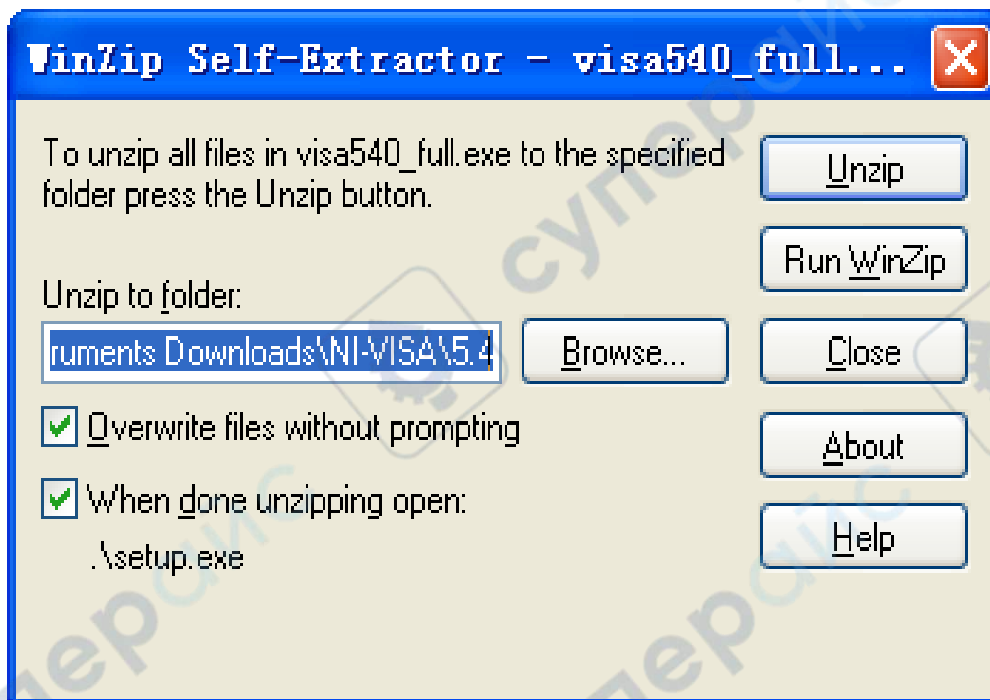 WinZip Self-Extractor - visa540_full...
To unzip all files in visa540_full.exe to the specified
folder press the Unzip button.
Unzip
Run WinZip
Unzip to folder:
ruments Downloads\NI-VISA\5.4
Browse...
Close
Overwrite files without prompting
About
When done unzipping open:
.\setup.exe
Help
суперайс